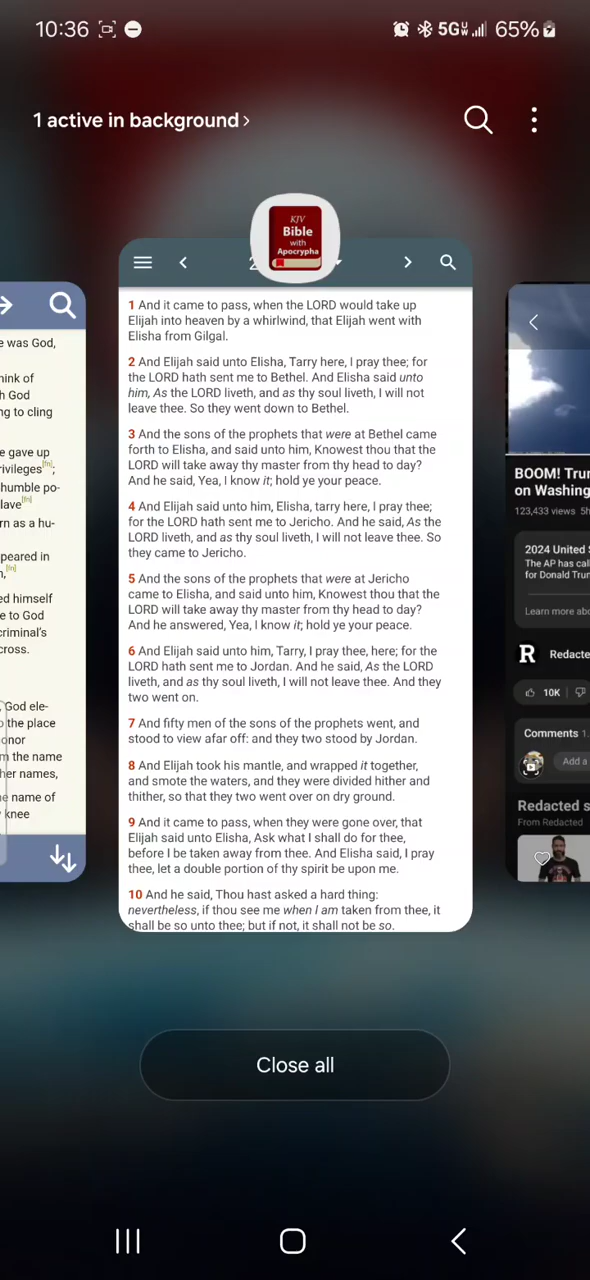 10:36
5G
65%
1 active in background >
KJV
Bible
with
Apocrypha
2
1 And it came to pass, when the LORD would take up
Elijah into heaven by a whirlwind, that Elijah went with
Elisha from Gilgal.
2 And Elijah said unto Elisha, Tarry here, I pray thee; for
the LORD hath sent me to Bethel. And Elisha said unto
him, As the LORD liveth, and as thy soul liveth, I will not
leave thee. So they went down to Bethel.
3 And the sons of the prophets that were at Bethel came
forth to Elisha, and said unto him, Knowest thou that the
LORD will take away thy master from thy head to day?
And he said, Yea, I know it; hold ye your peace.
4 And Elijah said unto him, Elisha, tarry here, I pray thee;
for the LORD hath sent me to Jericho. And he said, As the
LORD liveth, and as thy soul liveth, I will not leave thee. So
they came to Jericho.
5 And the sons of the prophets that were at Jericho
came to Elisha, and said unto him, Knowest thou that the
LORD will take away thy master from thy head to day?
And he answered, Yea, I know it; hold ye your peace.
6 And Elijah said unto him, Tarry, I pray thee, here; for the
LORD hath sent me to Jordan. And he said, As the LORD
liveth, and as thy soul liveth, I will not leave thee. And they
two went on.
7 And fifty men of the sons of the prophets went, and
stood to view afar off: and they two stood by Jordan.
8 And Elijah took his mantle, and wrapped it together,
and smote the waters, and they were divided hither and
thither, so that they two went over on dry ground.
9 And it came to pass, when they were gone over, that
Elijah said unto Elisha, Ask what I shall do for thee,
before I be taken away from thee. And Elisha said, I pray
thee, let a double portion of thy spirit be upon me.
10 And he said, Thou hast asked a hard thing:
nevertheless, if thou see me when I am taken from thee, it
shall be so unto thee; but if not, it shall not be so.
e was God,
hink of
h God
ng to cling
e gave up
rivileges[fn];
humble po-
lave[fn]
rn as a hu-
peared in
[fn]
ed himself
e to God
criminal's
cross.
God ele-
o the place
onor
m the name
her names,
e name of
knee
BOOM! Tru
on Washing
123,433 views 5h
2024 United S
The AP has call
for Donald Trum
Learn more abo
R Redacte
10K
Comments 1
Add a
Redacted s
From Redacted
Close all